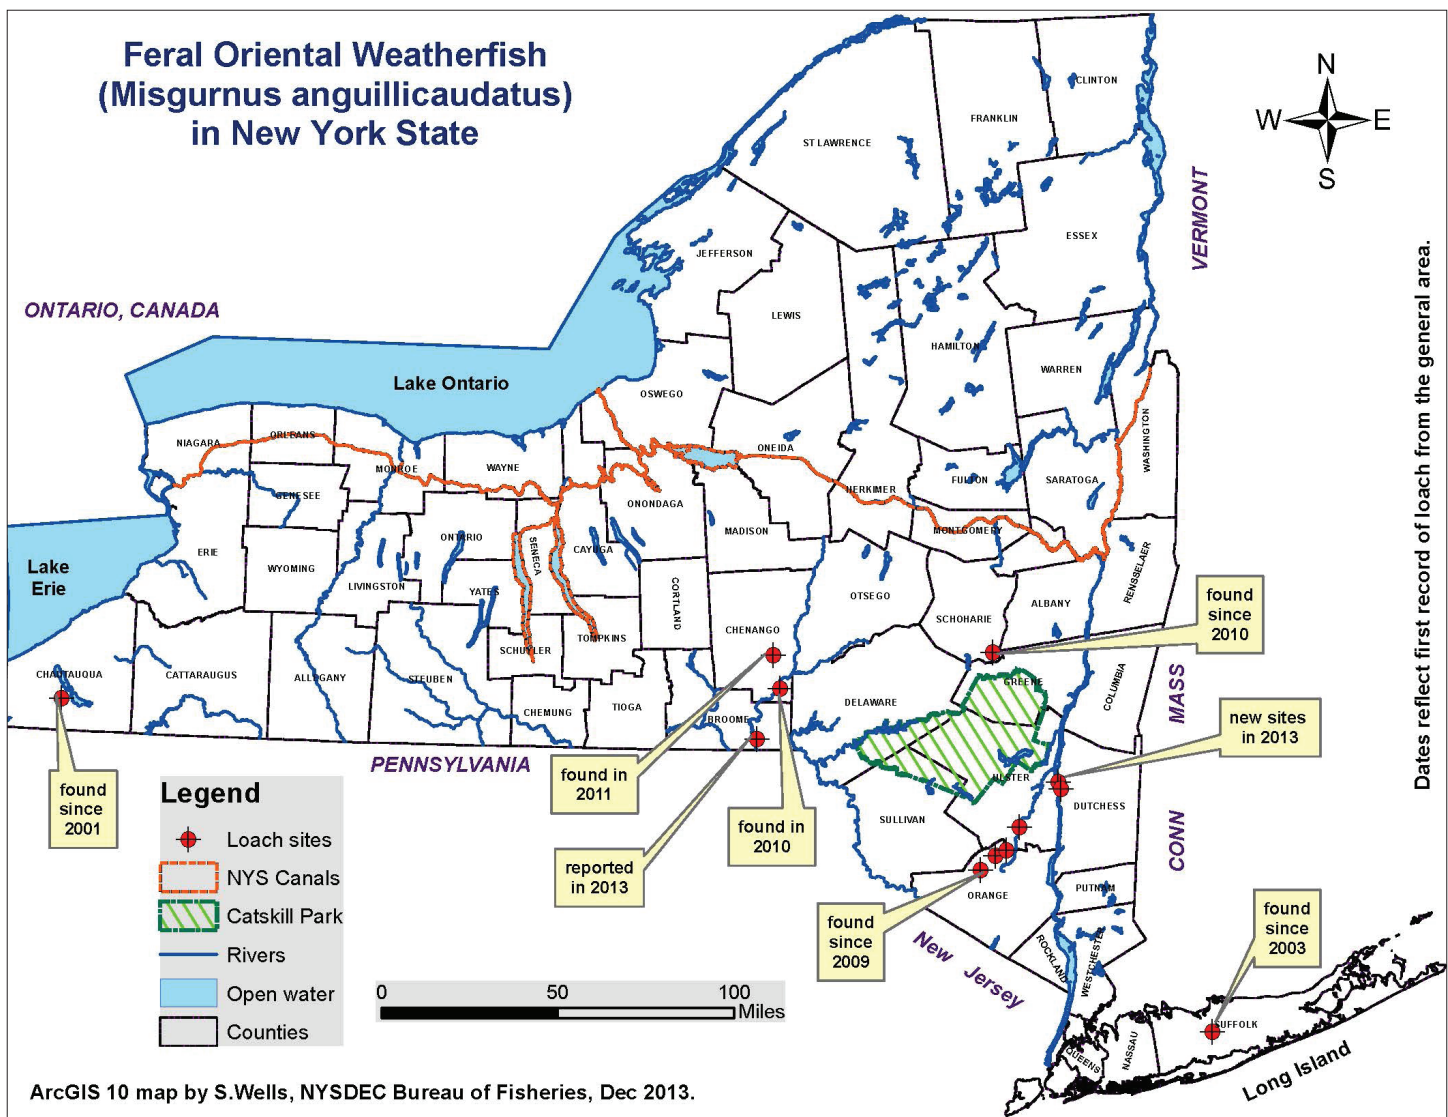 Feral Oriental Weatherfish
(Misgurnus anguillicaudatus)
in New York State
N
W
E
S
CLINTON
FRANKLIN
ST LAWRENCE
VERMONT
ESSEX
JEFFERSON
ONTARIO, CANADA
LEWIS
HAMILTON
WARREN
Lake Ontario
OSWEGO
WASHINGTON
NIAGARA
ORLEANS
MONROE
WAYNE
ONEIDA
HERKIMER
FULTON
SARATOGA
GENESEE
ONONDAGA
MADISON
MONTGOMERY
ONTARIO
SENECA
CAYUGA
ERIE
WYOMING
LIVINGSTON
YATES
CORTLAND
OTSEGO
RENSSELAER
Lake
Erie
ALBANY
SCHOHARIE
CHENANGO
TOMPKINS
SCHUYLER
found
since
2010
CHAUTAUQUA
CATTARAUGUS
ALLEGANY
STEUBEN
CHEMUNG
TIOGA
BROOME
DELAWARE
GREENE
COLUMBIA
MASS
new sites
in 2013
PENNSYLVANIA
found in
2011
ULSTER
DUTCHESS
found
since
2001
SULLIVAN
found in
2010
CONN
reported
in 2013
ORANGE
PUTNAM
found
since
2009
New Jersey
ROCKLAND
WESTCHESTER
found
since
2003
SUFFOLK
NASSAU
QUEENS
Long Island
Legend
Loach sites
NYS Canals
Catskill Park
Rivers
Open water
Counties
0
50
100
Miles
Dates reflect first record of loach from the general area.
ArcGIS 10 map by S.Wells, NYSDEC Bureau of Fisheries, Dec 2013.